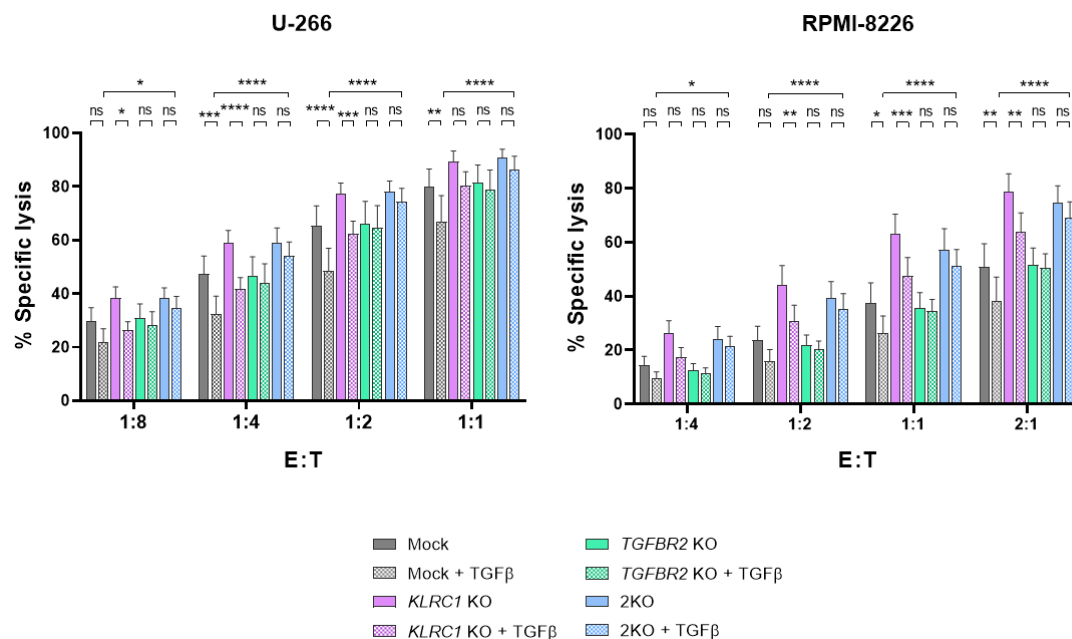 U-266
* **** **** ****
ns * ns ns *** **** ns ns **** *** ns ns ** ns ns ns
% Specific lysis
100
80
60
40
20
0
1:8 1:4 1:2 1:1
E:T
RPMI-8226
* **** **** ****
ns ns ns ns ns ** ns ns * *** ns ns ** ** ns ns
% Specific lysis
100
80
60
40
20
0
1:4 1:2 1:1 2:1
E:T
Mock
Mock + TGFβ
KLRC1 KO
KLRC1 KO + TGFβ
TGFBR2 KO
TGFBR2 KO + TGFβ
2KO
2KO + TGFβ